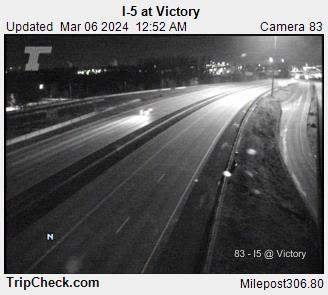 I-5 at Victory
Updated  Mar 06 2024  12:52 AM  Camera 83
T
N
83 - I5 @ Victory
TripCheck.com  Milepost306.80